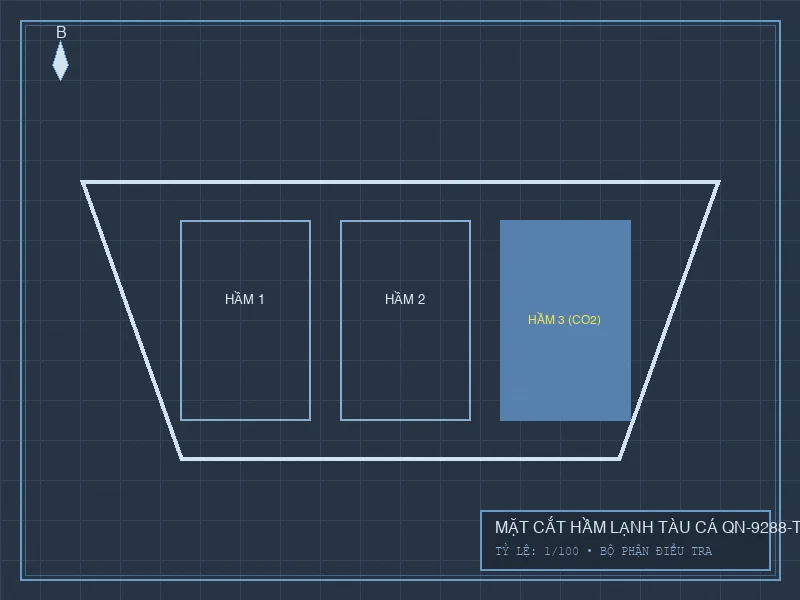 B
HẦM 1
HẦM 2
HẦM 3 (CO2)
MẶT CẮT HẦM LẠNH TÀU CÁ QN-9288-T
TỶ LỆ: 1/100 • BỘ PHẬN ĐIỀU TRA